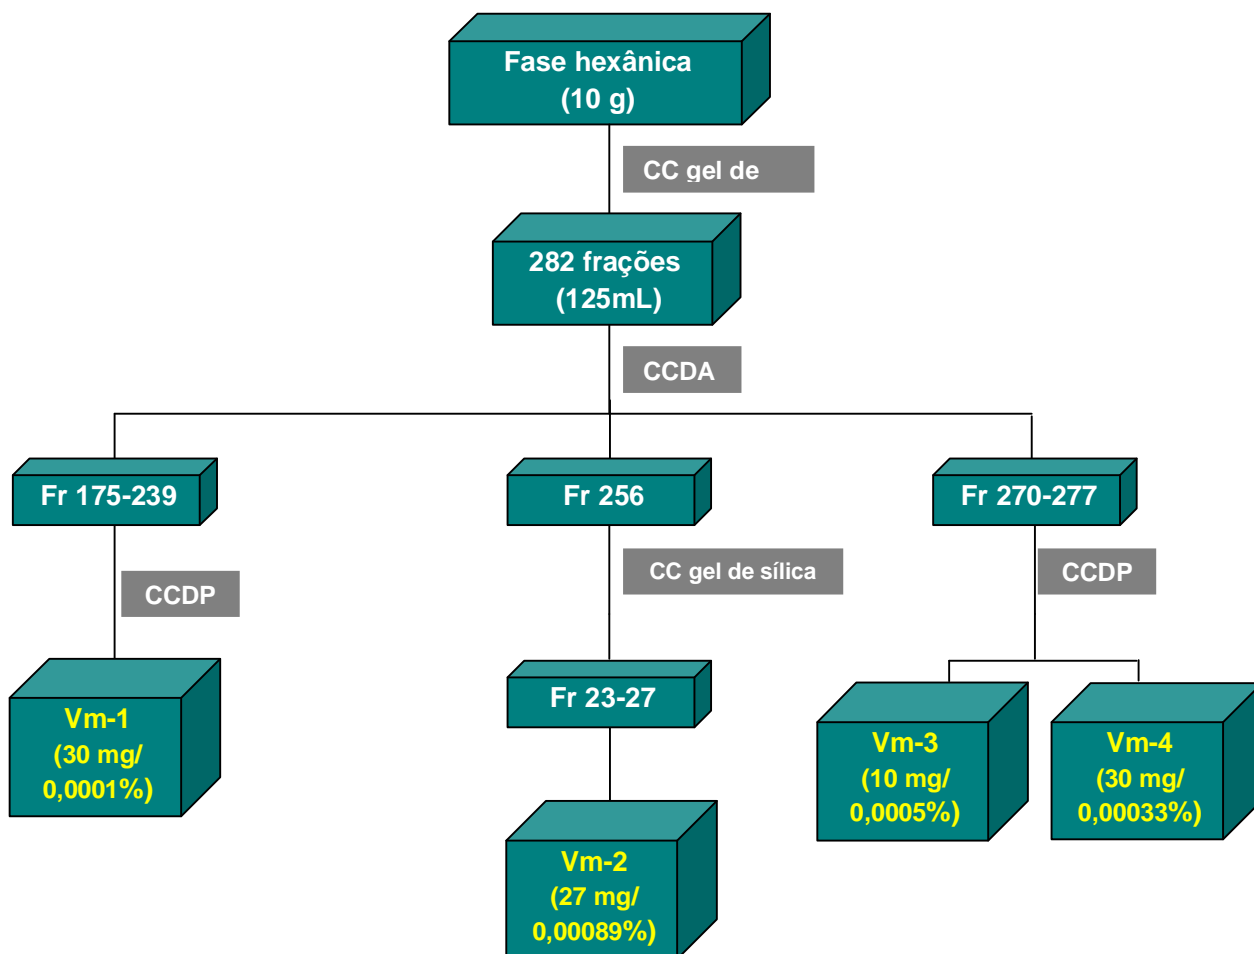 Fase hexânica
(10 g)
CC gel de
282 frações
(125mL)
CCDA
Fr 175-239
Fr 256
Fr 270-277
CCDP
CC gel de sílica
CCDP
Vm-1
(30 mg/
0,0001%)
Fr 23-27
Vm-3
(10 mg/
0,0005%)
Vm-4
(30 mg/
0,00033%)
Vm-2
(27 mg/
0,00089%)